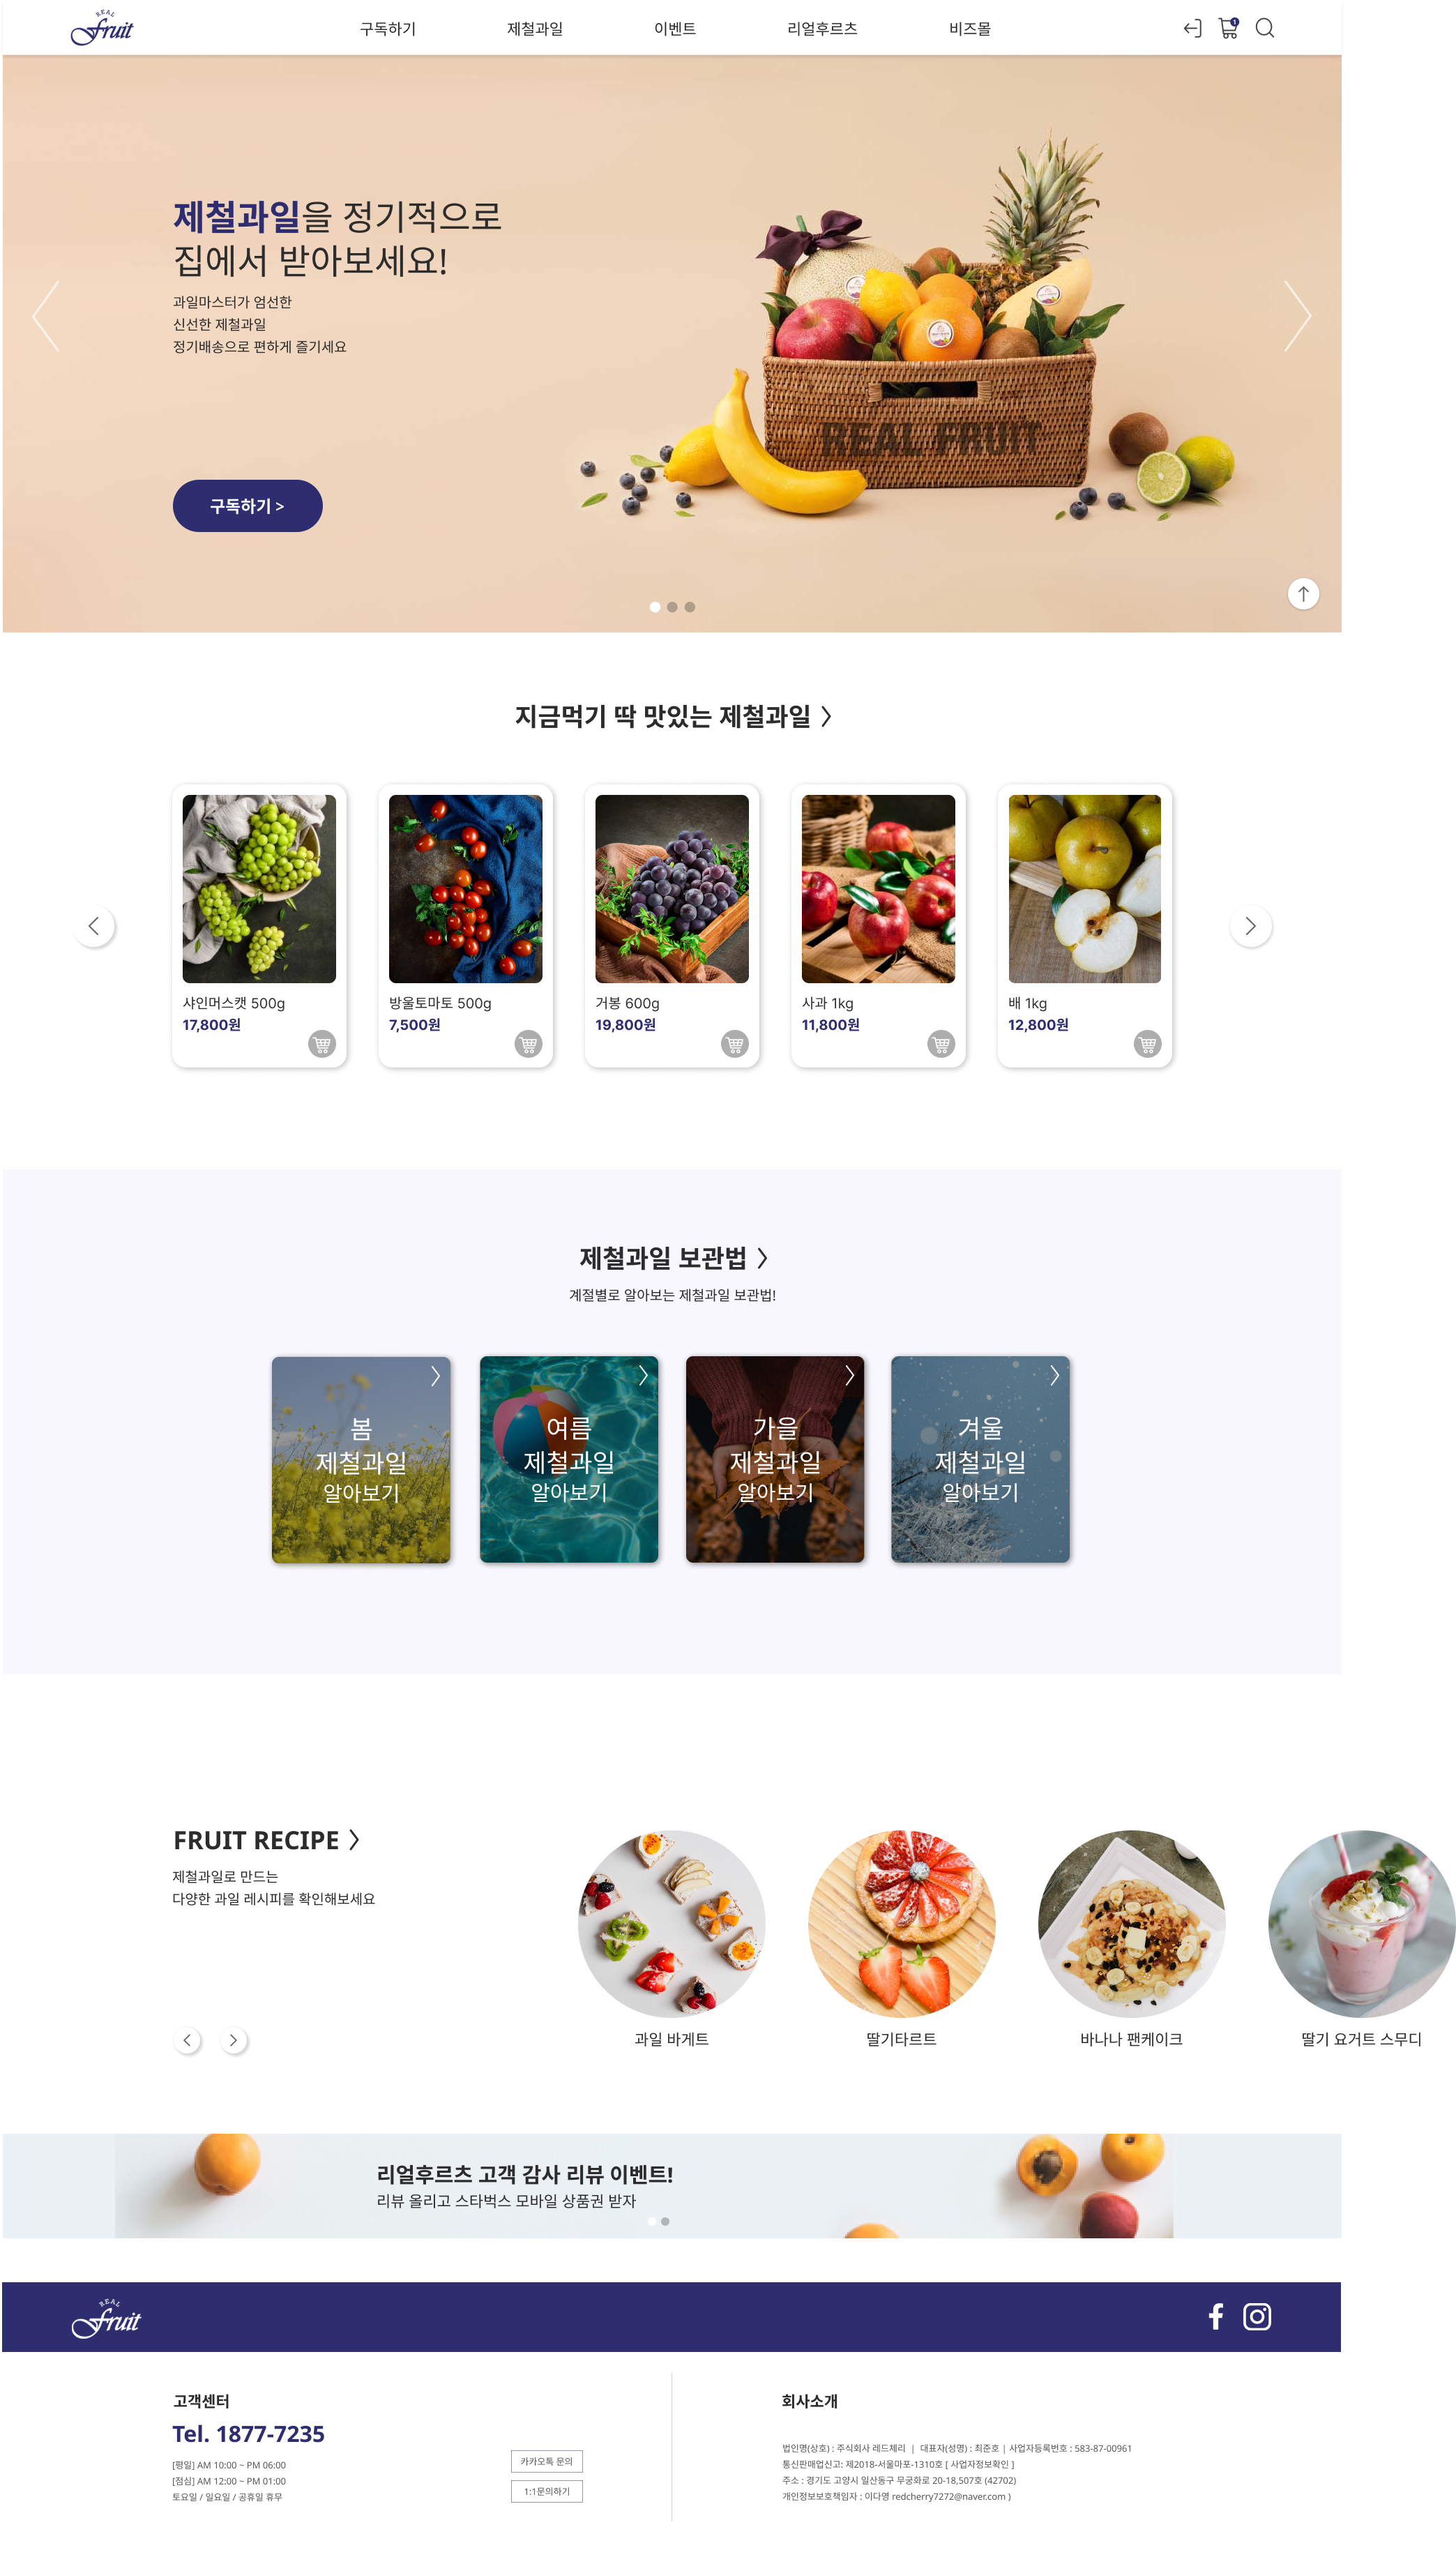 REAL
Fruit
구독하기
제철과일
이벤트
리얼후르츠
비즈몰
1
제철과일을 정기적으로
집에서 받아보세요!
과일마스터가 엄선한
신선한 제철과일
정기배송으로 편하게 즐기세요
REAL FRUIT
구독하기 >
지금먹기 딱 맛있는 제철과일
샤인머스캣 500g
17,800원
방울토마토 500g
7,500원
거봉 600g
19,800원
사과 1kg
11,800원
배 1kg
12,800원
제철과일 보관법
계절별로 알아보는 제철과일 보관법!
봄
제철과일
알아보기
여름
제철과일
알아보기
가을
제철과일
알아보기
겨울
제철과일
알아보기
FRUIT RECIPE
제철과일로 만드는
다양한 과일 레시피를 확인해보세요
과일 바게트
딸기타르트
바나나 팬케이크
딸기 요거트 스무디
리얼후르츠 고객 감사 리뷰 이벤트!
리뷰 올리고 스타벅스 모바일 상품권 받자
REAL
Fruit
고객센터
Tel. 1877-7235
[평일] AM 10:00 ~ PM 06:00
[점심] AM 12:00 ~ PM 01:00
토요일 / 일요일 / 공휴일 휴무
카카오톡 문의
1:1문의하기
회사소개
법인명(상호) : 주식회사 레드체리 | 대표자(성명) : 최준호 | 사업자등록번호 : 583-87-00961
통신판매업신고: 제2018-서울마포-1310호 [ 사업자정보확인 ]
주소 : 경기도 고양시 일산동구 무궁화로 20-18,507호 (42702)
개인정보보호책임자 : 이다영 redcherry7272@naver.com )